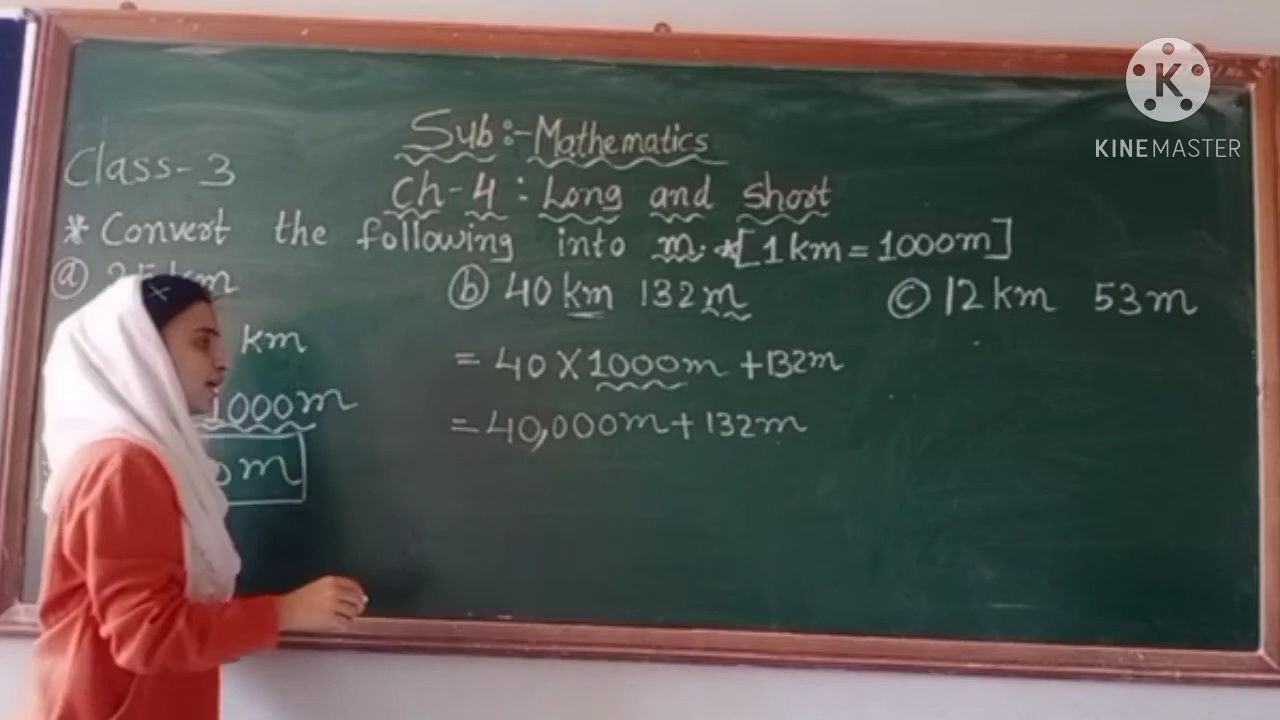 Sub:- Mathematics
Class-3
Ch-4 : Long and short
* Convert the following into m. *[1km = 1000m]
(a) km
km
1000m
m
(b) 40 km 132m
= 40 X 1000m + 132m
= 40,000m + 132m
(c) 12 km 53m
K
KINEMASTER